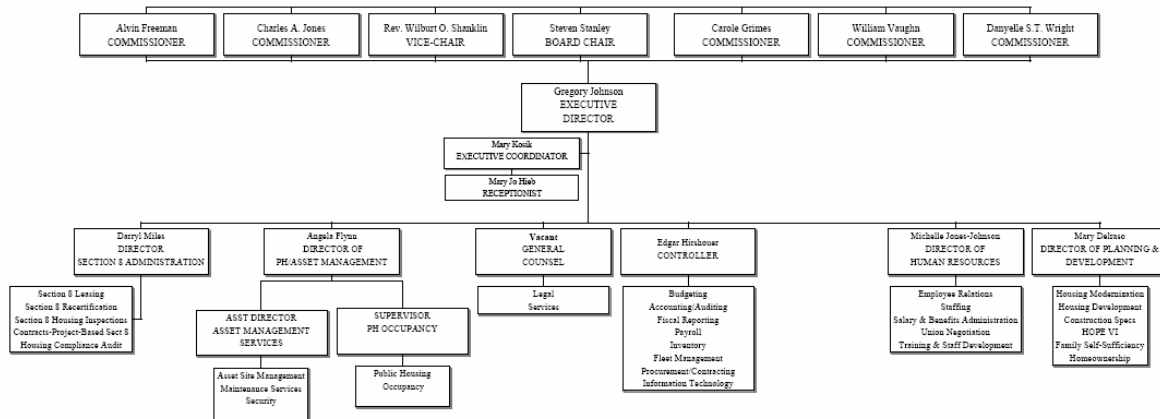 Alvin Freeman
COMMISSIONER
Charles A. Jones
COMMISSIONER
Rev. Wilburt O. Shanklin
VICE-CHAIR
Steven Stanley
BOARD CHAIR
Carole Grimes
COMMISSIONER
William Vaughn
COMMISSIONER
Danyelle S.T. Wright
COMMISSIONER
Gregory Johnson
EXECUTIVE
DIRECTOR
Mary Kosik
EXECUTIVE COORDINATOR
Mary Jo Hieb
RECEPTIONIST
Darryl Miles
DIRECTOR
SECTION 8 ADMINISTRATION
Section 8 Leasing
Section 8 Recertification
Section 8 Housing Inspections
Contracts-Project-Based Sect 8
Housing Compliance Audit
Angela Flynn
DIRECTOR OF
PH/ASSET MANAGEMENT
ASST DIRECTOR
ASSET MANAGEMENT
SERVICES
Asset Site Management
Maintenance Services
Security
SUPERVISOR
PH OCCUPANCY
Public Housing
Occupancy
Vacant
GENERAL
COUNSEL
Legal
Services
Edgar Hirshouer
CONTROLLER
Budgeting
Accounting/Auditing
Fiscal Reporting
Payroll
Inventory
Fleet Management
Procurement/Contracting
Information Technology
Michelle Jones-Johnson
DIRECTOR OF
HUMAN RESOURCES
Employee Relations
Staffing
Salary & Benefits Administration
Union Negotiation
Training & Staff Development
Mary Delraso
DIRECTOR OF PLANNING &
DEVELOPMENT
Housing Modernization
Housing Development
Construction Specs
HOPE VI
Family Self-Sufficiency
Homeownership